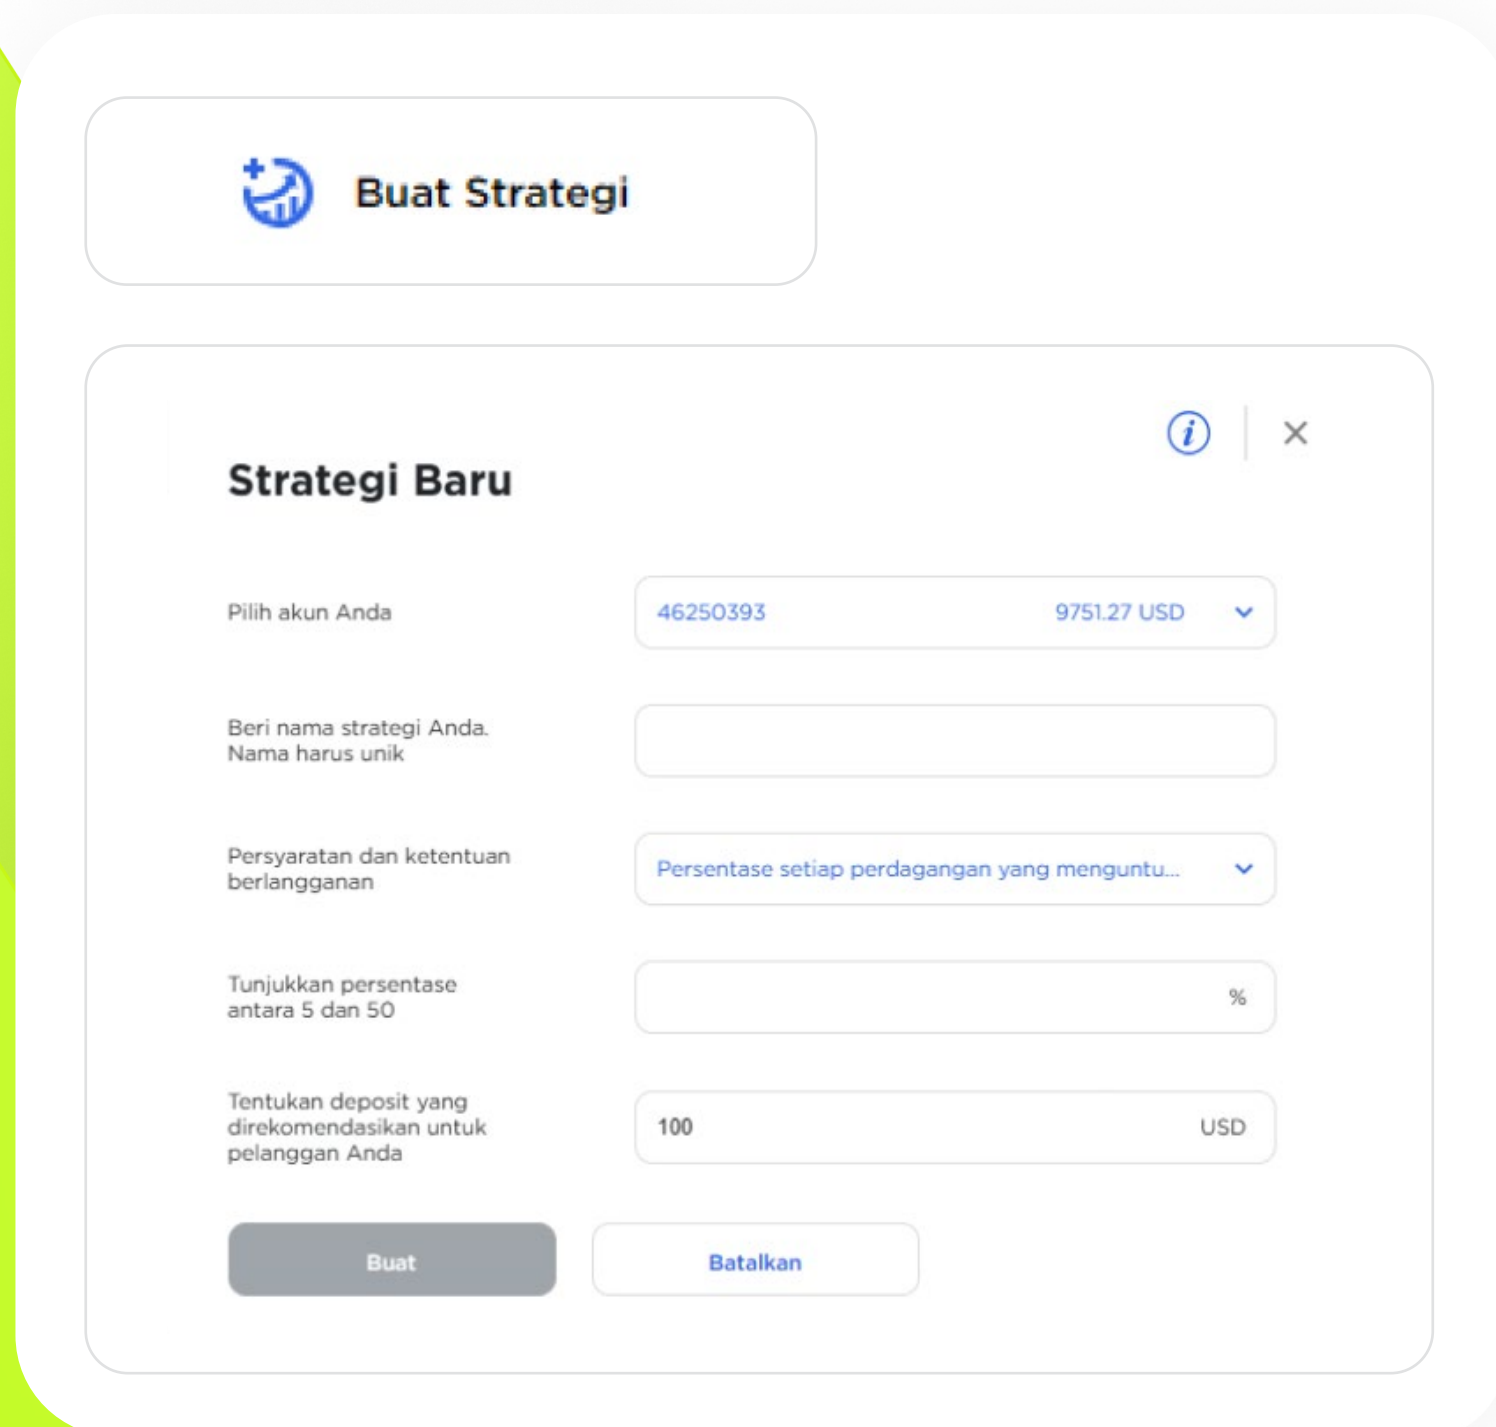 Buat Strategi
Strategi Baru
Pilih akun Anda
46250393 9751.27 USD
Beri nama strategi Anda.
Nama harus unik
Persyaratan dan ketentuan
berlangganan
Persentase setiap perdagangan yang menguntu...
Tunjukkan persentase
antara 5 dan 50
%
Tentukan deposit yang
direkomendasikan untuk
pelanggan Anda
100 USD
Buat
Batalkan